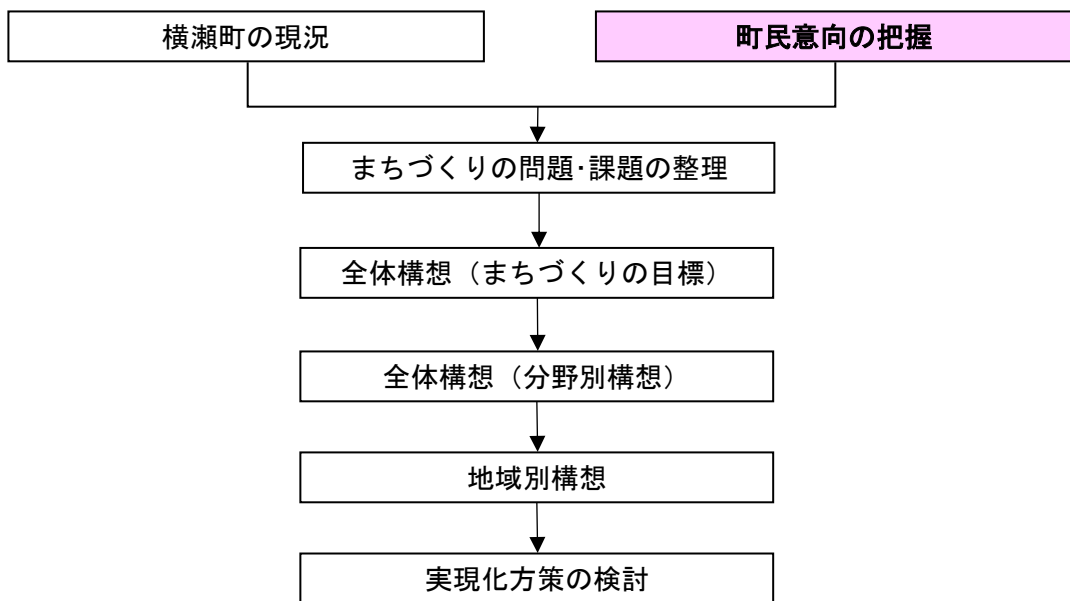 横瀬町の現況
町民意向の把握
まちづくりの問題・課題の整理
全体構想（まちづくりの目標）
全体構想（分野別構想）
地域別構想
実現化方策の検討